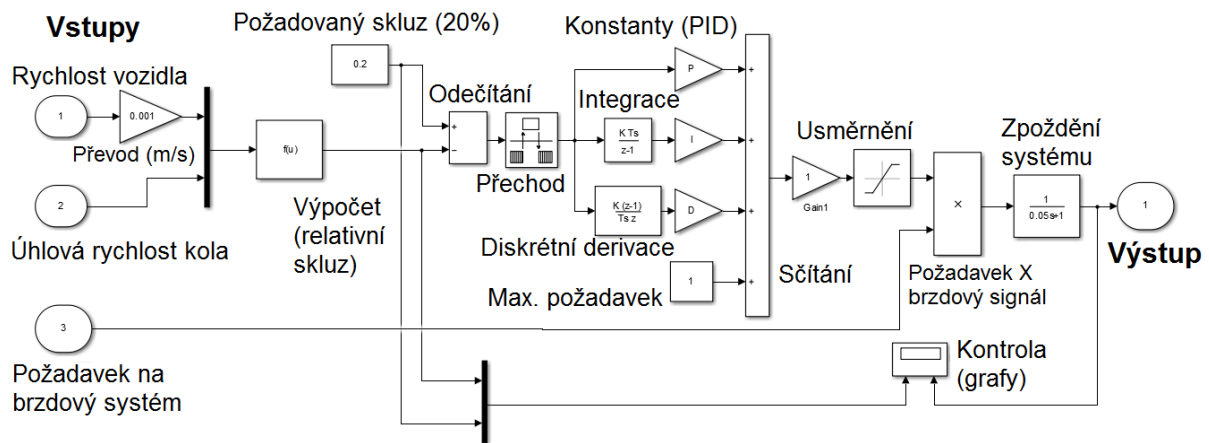 Vstupy
Požadovaný skluz (20%)
Konstanty (PID)
Rychlost vozidla
0.2
P
+
1
0.001
Odečítání
Integrace
+
−
K Ts
z-1
I
+
Usměrnění
Zpoždění
systému
Převod (m/s)
f(u)
Přechod
1
Gain1
×
1
0.05s+1
1
2
Výpočet
(relativní
skluz)
K (z-1)
Ts z
D
+
Úhlová rychlost kola
Diskrétní derivace
Výstup
Sčítání
Požadavek X
brzdový signál
Max. požadavek
1
+
3
Kontrola
(grafy)
Požadavek na
brzdový systém